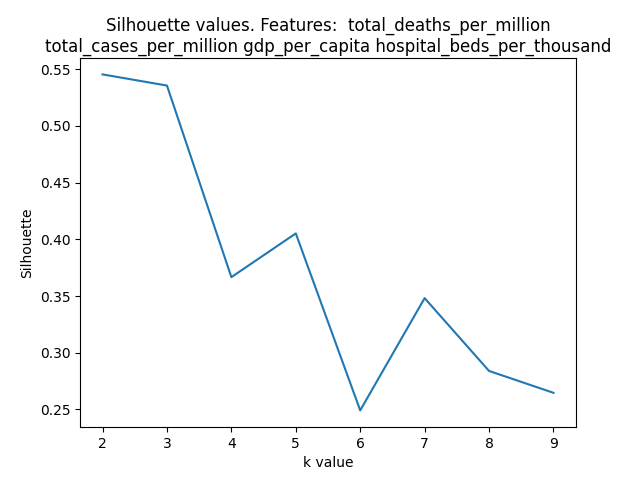 Silhouette values. Features:  total_deaths_per_million
total_cases_per_million gdp_per_capita hospital_beds_per_thousand
0.55
0.50
0.45
0.40
0.35
0.30
0.25
Silhouette
2 3 4 5 6 7 8 9
k value